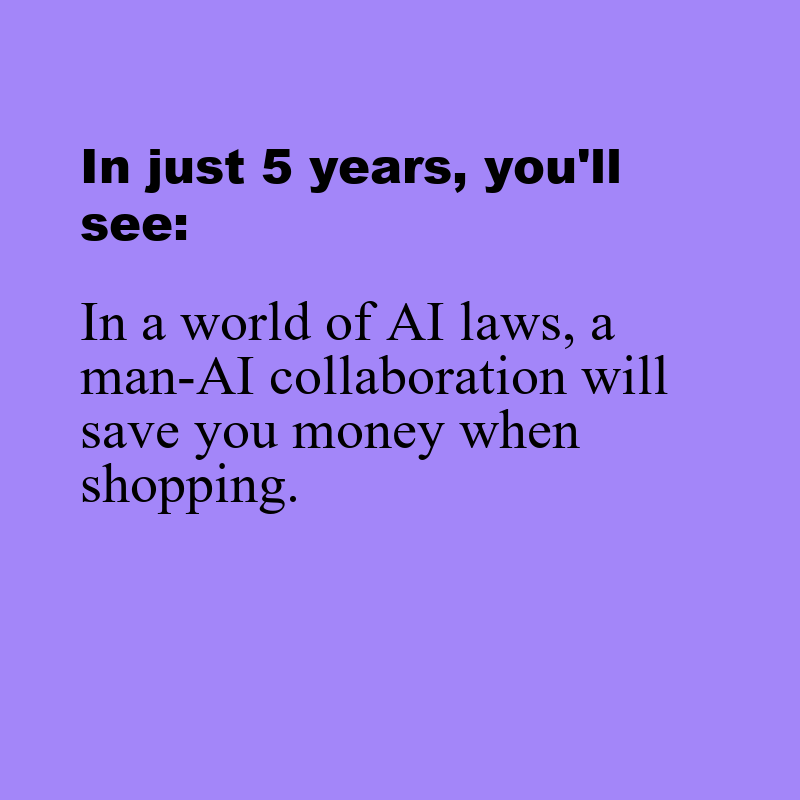 In just 5 years, you'll
see:
In a world of AI laws, a
man-AI collaboration will
save you money when
shopping.